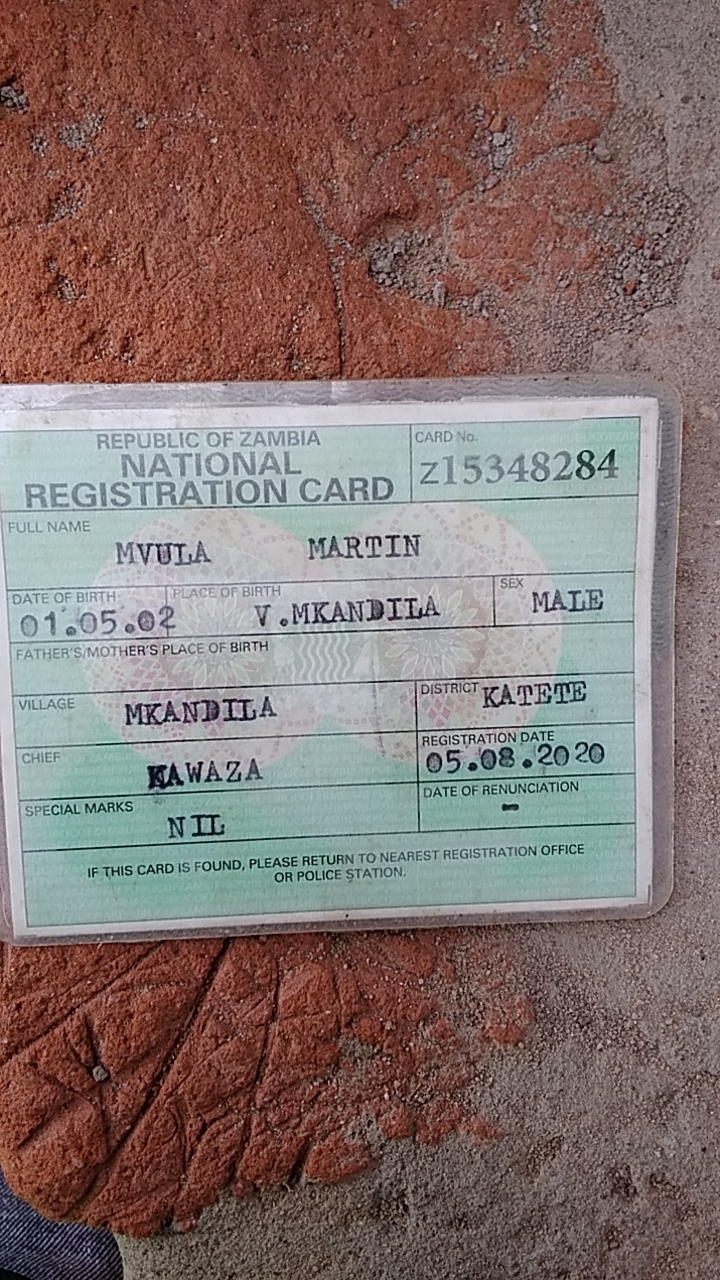 REPUBLIC OF ZAMBIA
NATIONAL
REGISTRATION CARD
CARD No.
Z15348284
FULL NAME
MVULA MARTIN
DATE OF BIRTH
01.05.02
PLACE OF BIRTH
V.MKANDILA
SEX
MALE
FATHER'S/MOTHER'S PLACE OF BIRTH
VILLAGE
MKANDILA
DISTRICT
KATETE
CHIEF
KAWAZA
REGISTRATION DATE
05.08.2020
SPECIAL MARKS
NIL
DATE OF RENUNCIATION
-
IF THIS CARD IS FOUND, PLEASE RETURN TO NEAREST REGISTRATION OFFICE
OR POLICE STATION.